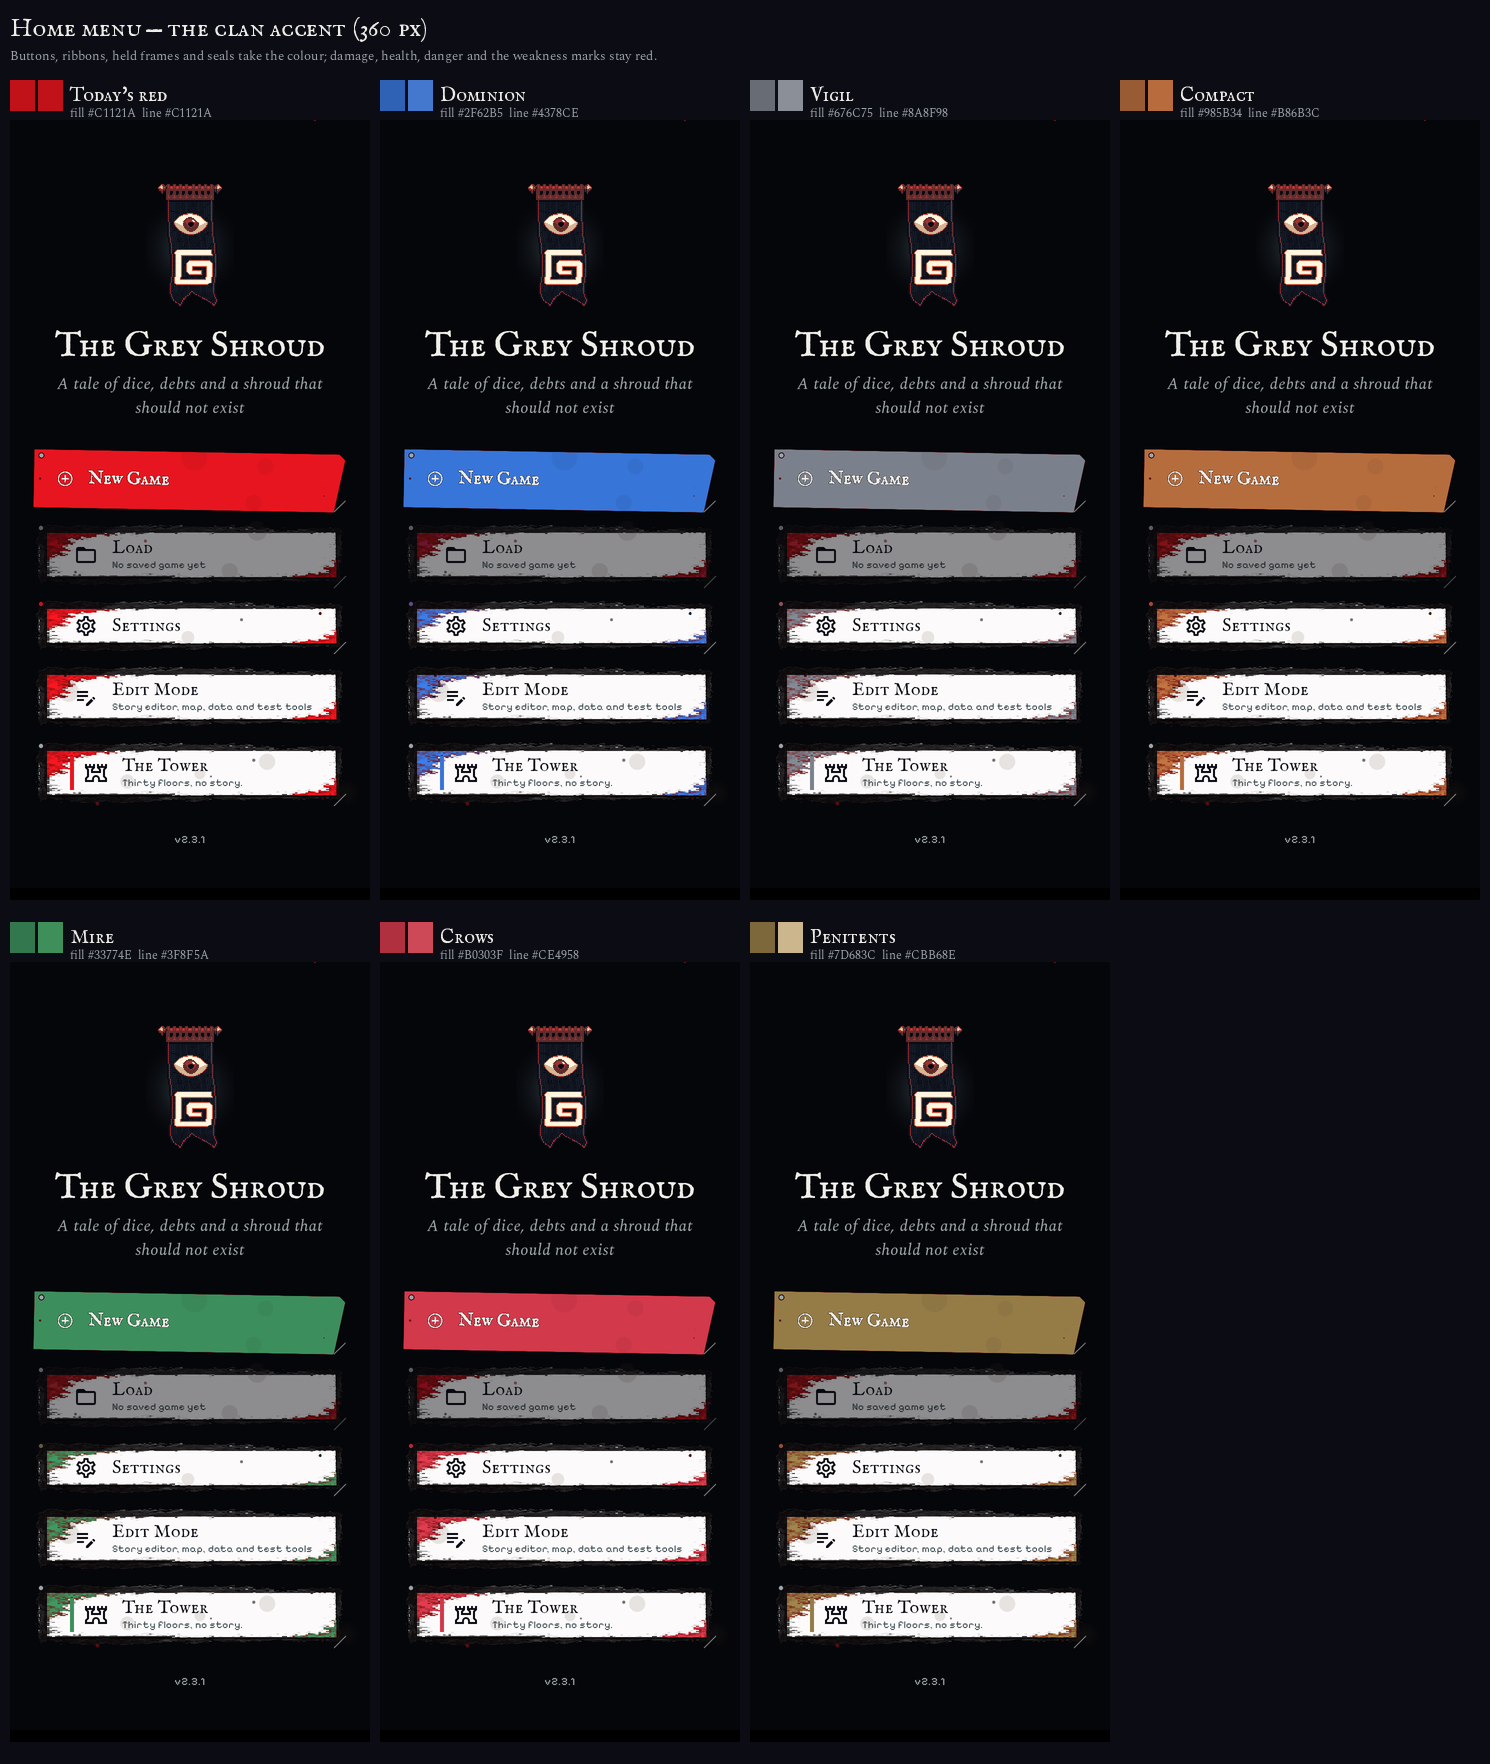 Home menu — the clan accent (360 px)
Buttons, ribbons, held frames and seals take the colour; damage, health, danger and the weakness marks stay red.
Today's red
fill #C1121A line #C1121A
The Grey Shroud
A tale of dice, debts and a shroud that
should not exist
New Game
Load
No saved game yet
Settings
Edit Mode
Story editor, map, data and test tools
The Tower
Thirty floors, no story.
v2.3.1
Dominion
fill #2F62B5 line #4378CE
The Grey Shroud
A tale of dice, debts and a shroud that
should not exist
New Game
Load
No saved game yet
Settings
Edit Mode
Story editor, map, data and test tools
The Tower
Thirty floors, no story.
v2.3.1
Vigil
fill #676C75 line #8A8F98
The Grey Shroud
A tale of dice, debts and a shroud that
should not exist
New Game
Load
No saved game yet
Settings
Edit Mode
Story editor, map, data and test tools
The Tower
Thirty floors, no story.
v2.3.1
Compact
fill #985B34 line #B86B3C
The Grey Shroud
A tale of dice, debts and a shroud that
should not exist
New Game
Load
No saved game yet
Settings
Edit Mode
Story editor, map, data and test tools
The Tower
Thirty floors, no story.
v2.3.1
Mire
fill #33774E line #3F8F5A
The Grey Shroud
A tale of dice, debts and a shroud that
should not exist
New Game
Load
No saved game yet
Settings
Edit Mode
Story editor, map, data and test tools
The Tower
Thirty floors, no story.
v2.3.1
Crows
fill #B0303F line #CE4958
The Grey Shroud
A tale of dice, debts and a shroud that
should not exist
New Game
Load
No saved game yet
Settings
Edit Mode
Story editor, map, data and test tools
The Tower
Thirty floors, no story.
v2.3.1
Penitents
fill #7D683C line #CBB68E
The Grey Shroud
A tale of dice, debts and a shroud that
should not exist
New Game
Load
No saved game yet
Settings
Edit Mode
Story editor, map, data and test tools
The Tower
Thirty floors, no story.
v2.3.1